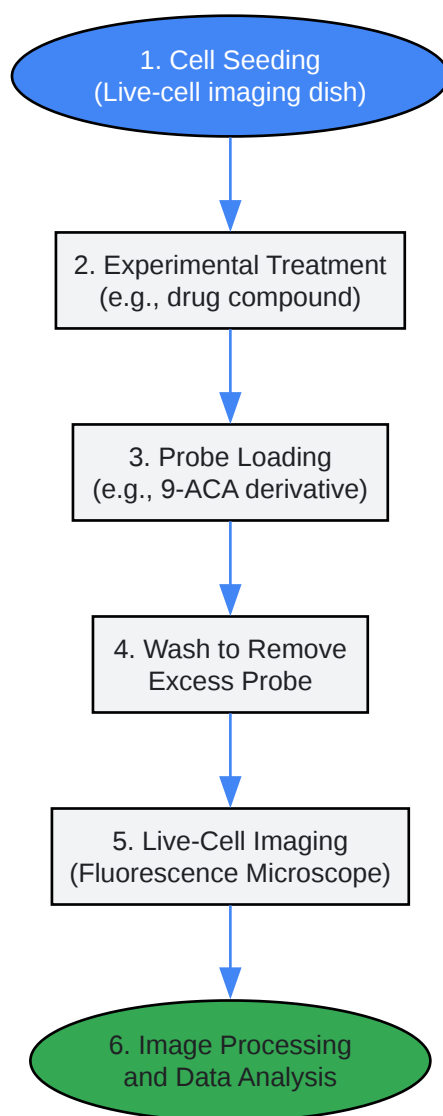 1. Cell Seeding
(Live-cell imaging dish)
2. Experimental Treatment
(e.g., drug compound)
3. Probe Loading
(e.g., 9-ACA derivative)
4. Wash to Remove
Excess Probe
5. Live-Cell Imaging
(Fluorescence Microscope)
6. Image Processing
and Data Analysis